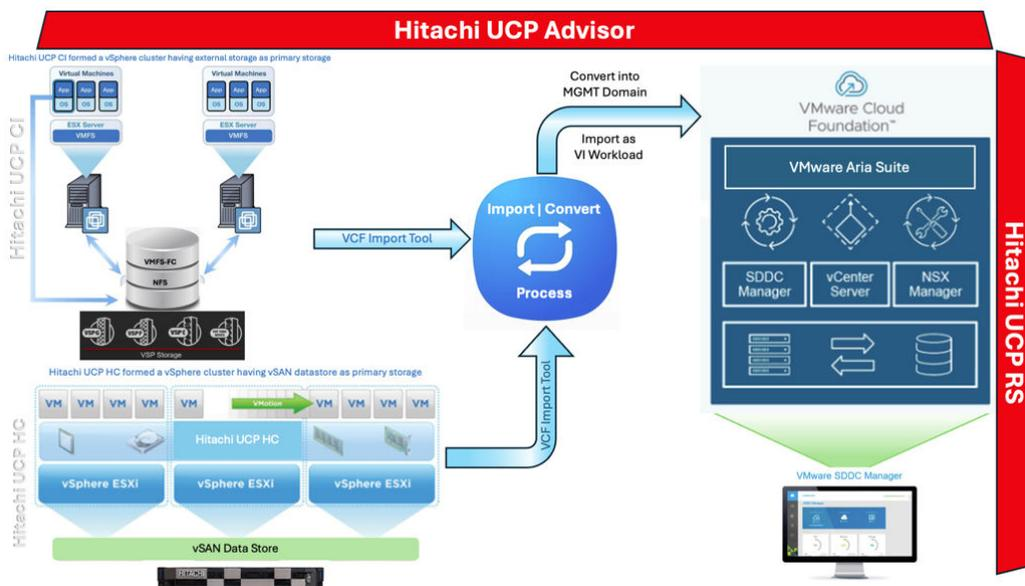 Hitachi UCP Advisor
Hitachi UCP CI formed a vSphere cluster having external storage as primary storage
Virtual Machines
Virtual Machines
App App App
App App App
OS OS OS
OS OS OS
ESX Server
ESX Server
VMFS
VMFS
Hitachi UCP CI
VMFS-FC
NFS
VSP Storage
VCF Import Tool
Import | Convert
Process
Convert into
MGMT Domain
Import as
VI Workload
VMware Cloud
Foundation™
VMware Aria Suite
SDDC
Manager
vCenter
Server
NSX
Manager
Hitachi UCP RS
Hitachi UCP HC formed a vSphere cluster having vSAN datastore as primary storage
VM VM VM VM VM VMotion VM VM VM VM
Hitachi UCP HC
Hitachi UCP HC
vSphere ESXi vSphere ESXi vSphere ESXi
vSAN Data Store
HITACHI
VCF Import Tool
VMware SDDC Manager